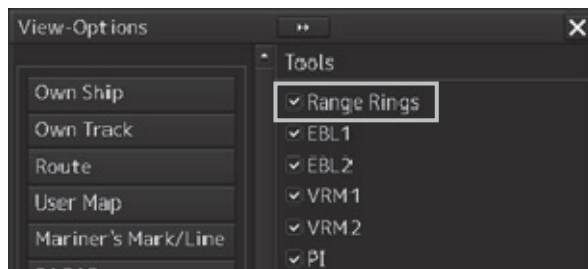 View-Options
Tools
Own Ship
Own Track
Route
User Map
Mariner's Mark/Line
Range Rings
EBL1
EBL2
VRM1
VRM2
PI